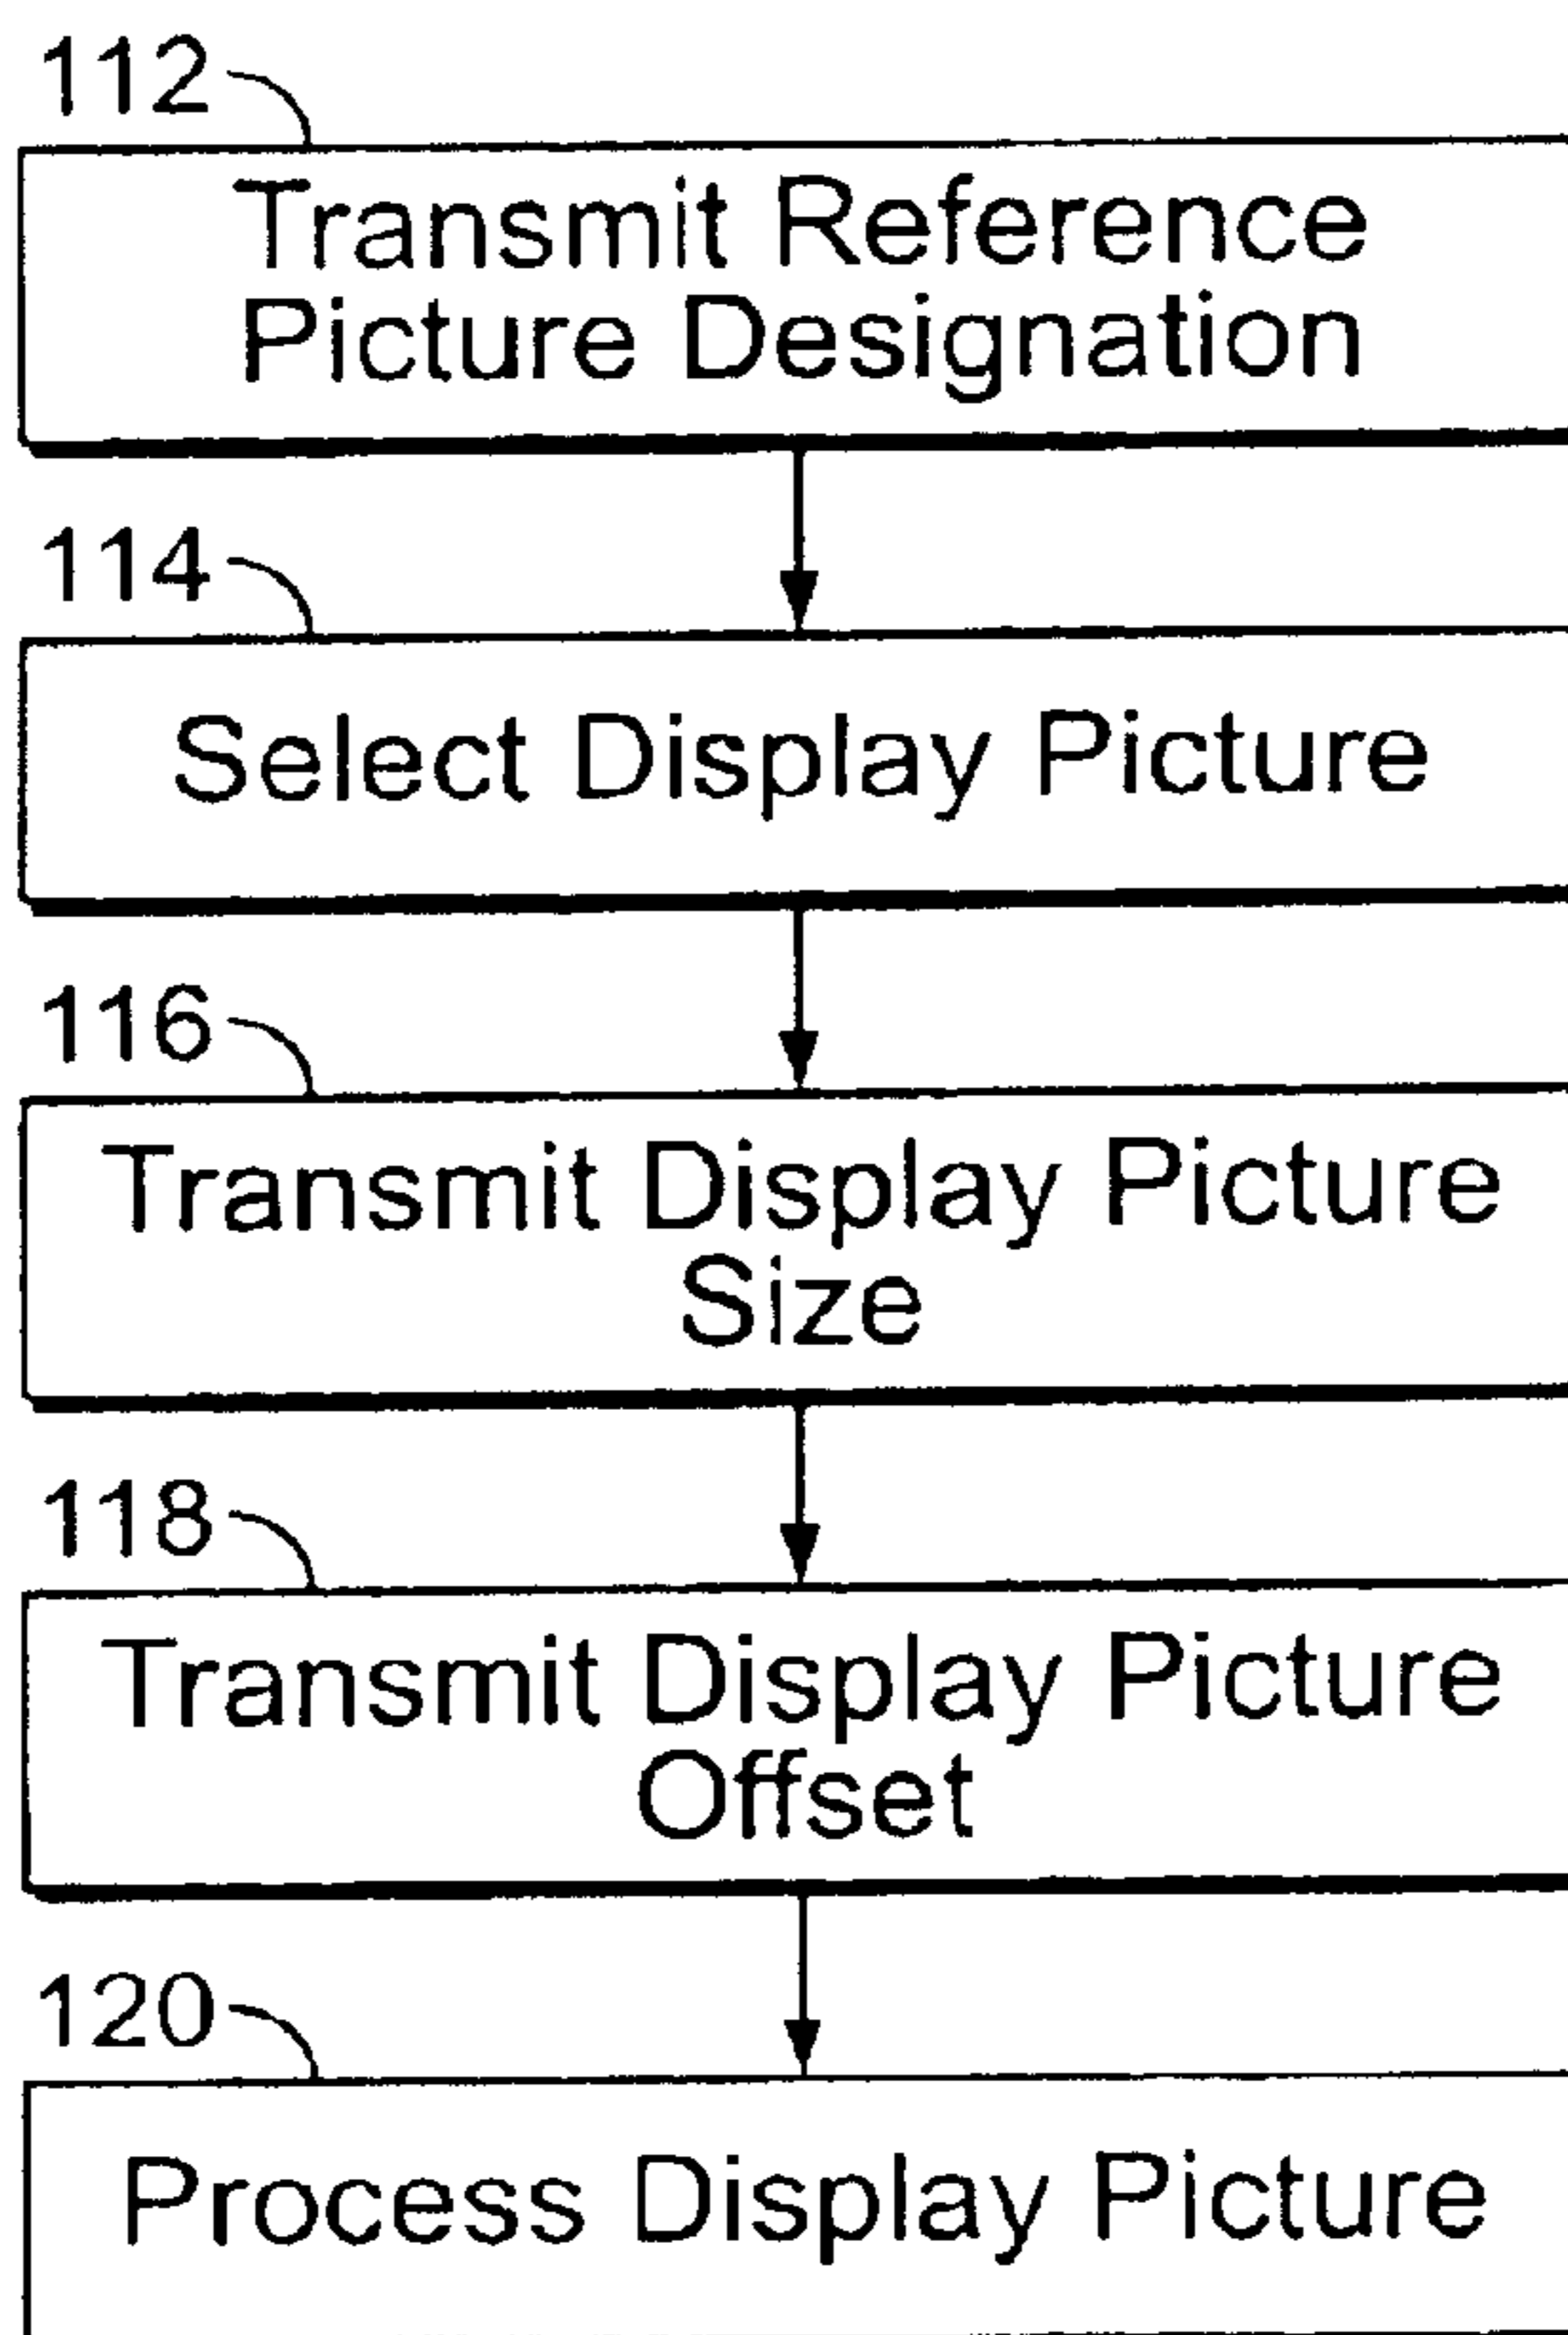 112
Transmit Reference
Picture Designation
114
Select Display Picture
116
Transmit Display Picture
Size
118
Transmit Display Picture
Offset
120
Process Display Picture